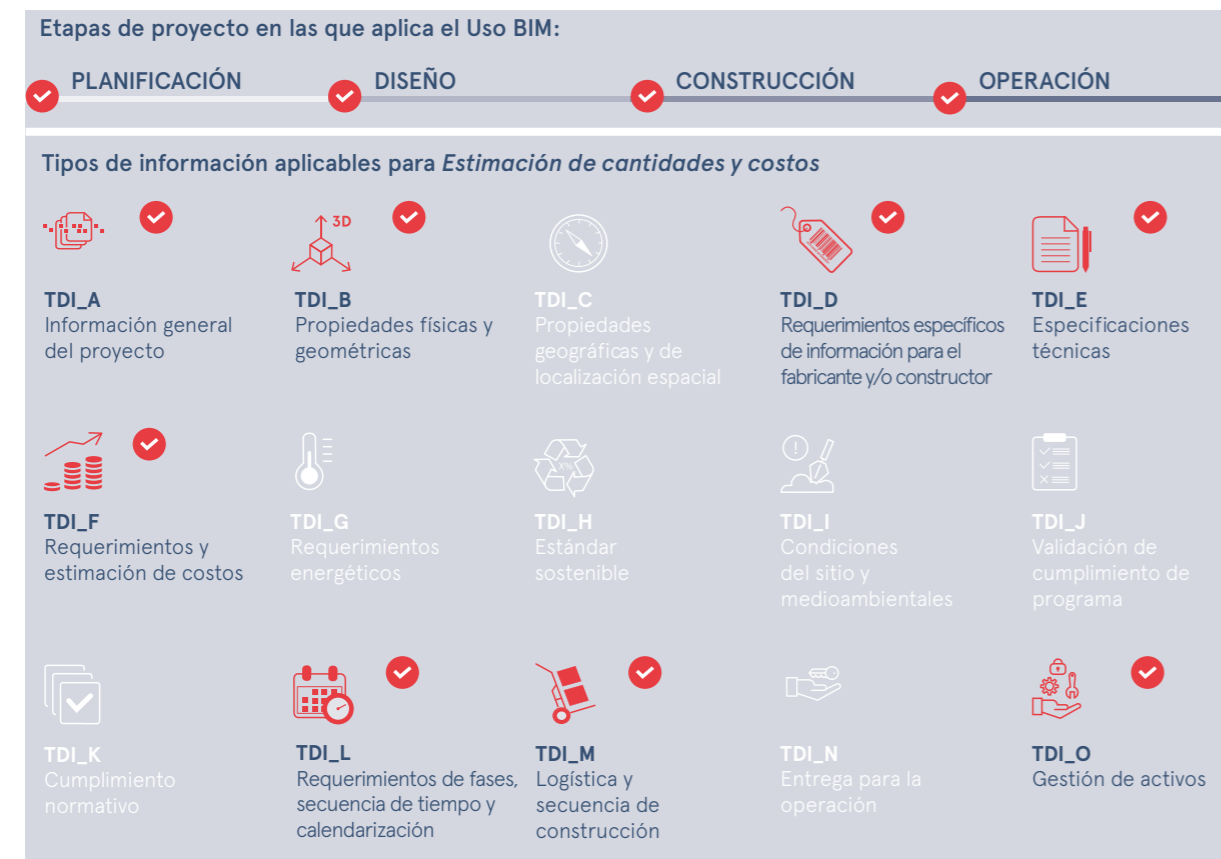 Etapas de proyecto en las que aplica el Uso BIM:
PLANIFICACIÓN
DISEÑO
CONSTRUCCIÓN
OPERACIÓN
Tipos de información aplicables para Estimación de cantidades y costos
TDI_A
Información general
del proyecto
3D
TDI_B
Propiedades físicas y
geométricas
TDI_C
Propiedades
geográficas y de
localización espacial
TDI_D
Requerimientos específicos
de información para el
fabricante y/o constructor
TDI_E
Especificaciones
técnicas
TDI_F
Requerimientos y
estimación de costos
TDI_G
Requerimientos
energéticos
X%
TDI_H
Estándar
sostenible
TDI_I
Condiciones
del sitio y
medioambientales
TDI_J
Validación de
cumplimiento de
programa
TDI_K
Cumplimiento
normativo
TDI_L
Requerimientos de fases,
secuencia de tiempo y
calendarización
TDI_M
Logística y
secuencia de
construcción
TDI_N
Entrega para la
operación
TDI_O
Gestión de activos